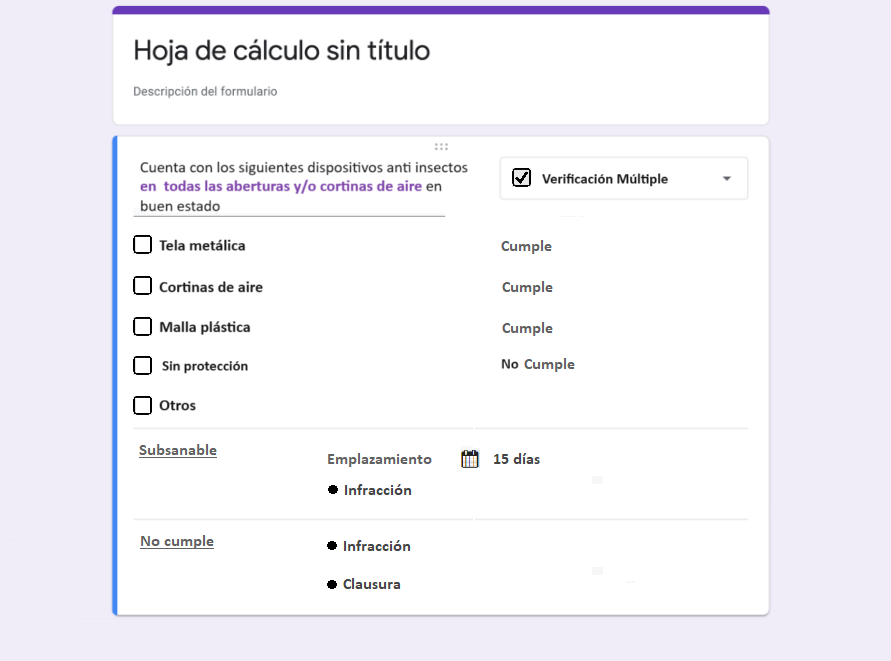 Hoja de cálculo sin título
Descripción del formulario
Cuenta con los siguientes dispositivos anti insectos
en todas las aberturas y/o cortinas de aire en
buen estado
Verificación Múltiple
Tela metálica Cumple
Cortinas de aire Cumple
Malla plástica Cumple
Sin protección No Cumple
Otros
Subsanable
Emplazamiento 15 días
Infracción
No cumple
Infracción
Clausura